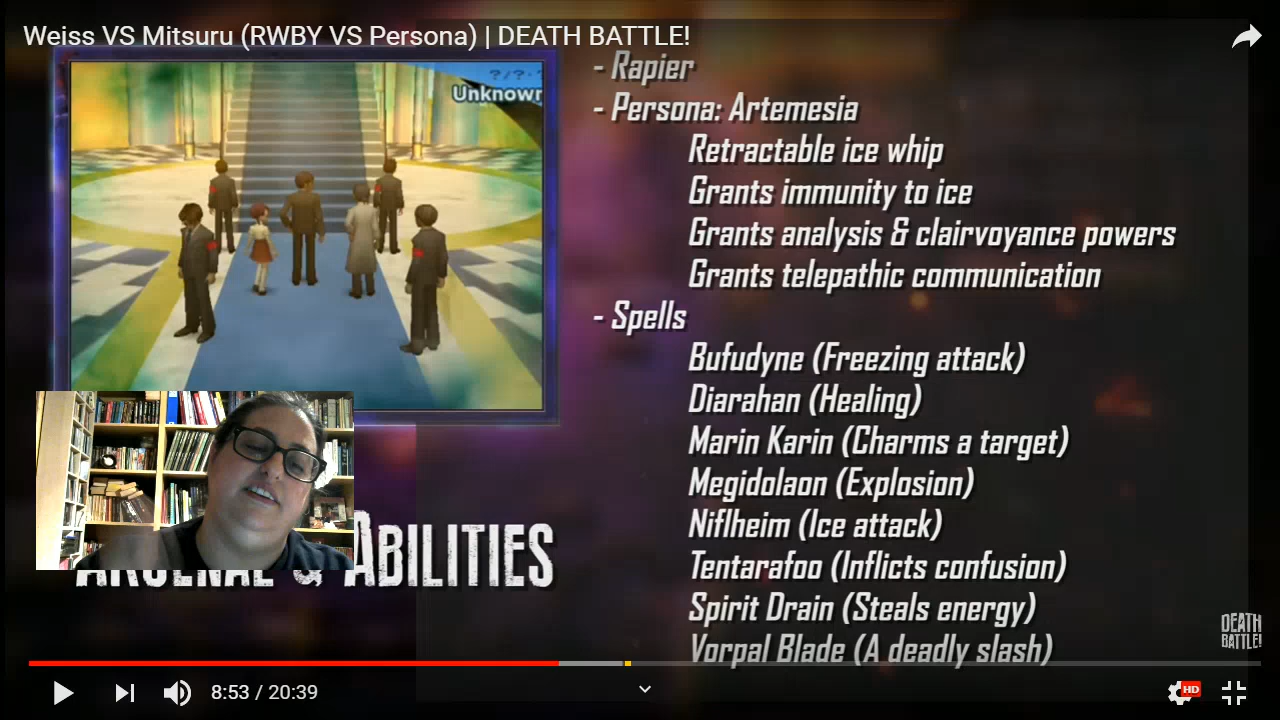 Weiss VS Mitsuru (RWBY VS Persona) | DEATH BATTLE!
?/?
Unknown
- Rapier
- Persona: Artemesia
Retractable ice whip
Grants immunity to ice
Grants analysis & clairvoyance powers
Grants telepathic communication
- Spells
Bufudyne (Freezing attack)
Diarahan (Healing)
Marin Karin (Charms a target)
Megidolaon (Explosion)
Niflheim (Ice attack)
Tentarafoo (Inflicts confusion)
Spirit Drain (Steals energy)
Vorpal Blade (A deadly slash)
ARSENAL & ABILITIES
DEATH
BATTLE!
8:53 / 20:39
HD